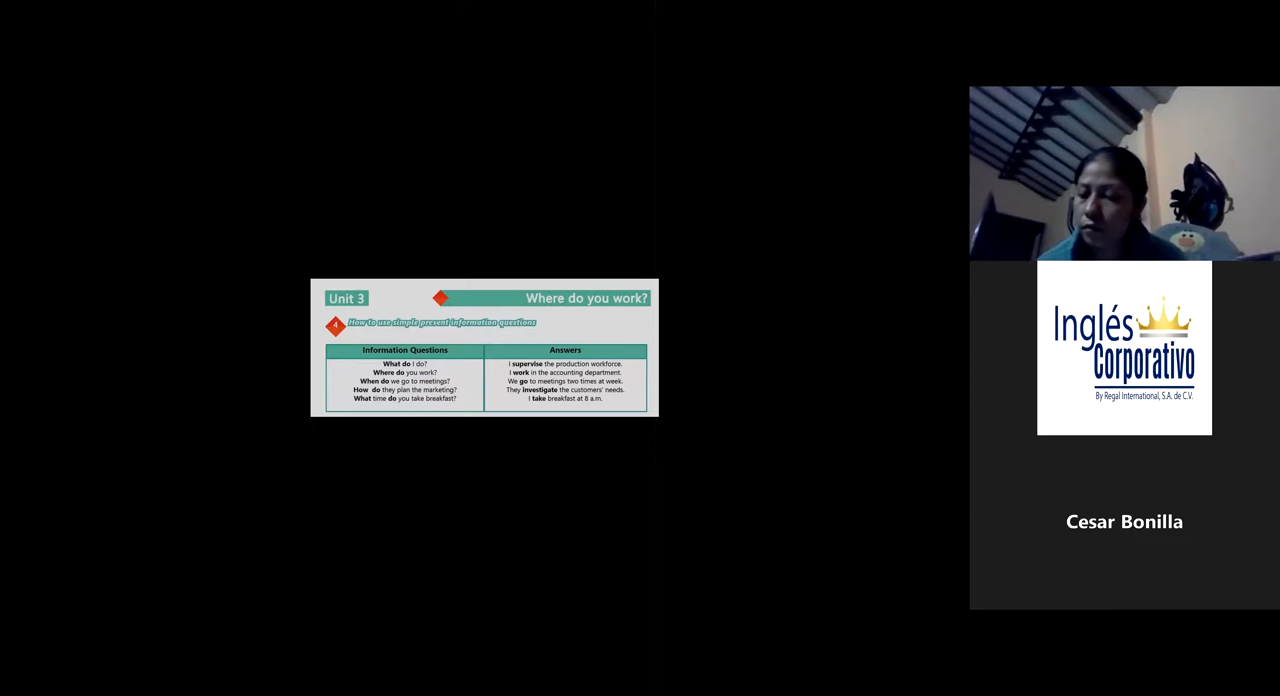 Unit 3
Where do you work?
4
How to use simple present information questions
Information Questions
Answers
What do I do?
I supervise the production workforce.
Where do you work?
I work in the accounting department.
When do we go to meetings?
We go to meetings two times at week.
How do they plan the marketing?
They investigate the customers' needs.
What time do you take breakfast?
I take breakfast at 8 a.m.
Inglés
Corporativo
By Regal International, S.A. de C.V.
Cesar Bonilla